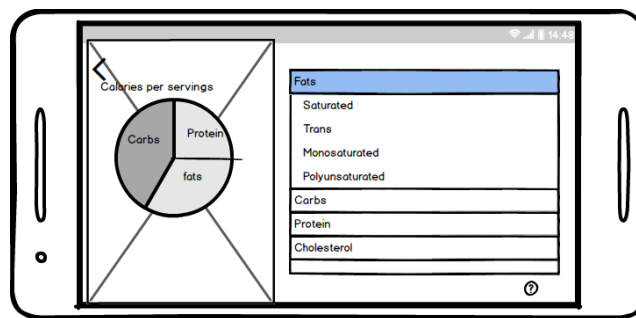 14:48
Calories per servings
Carbs
Protein
fats
Fats
Saturated
Trans
Monosaturated
Polyunsaturated
Carbs
Protein
Cholesterol
?